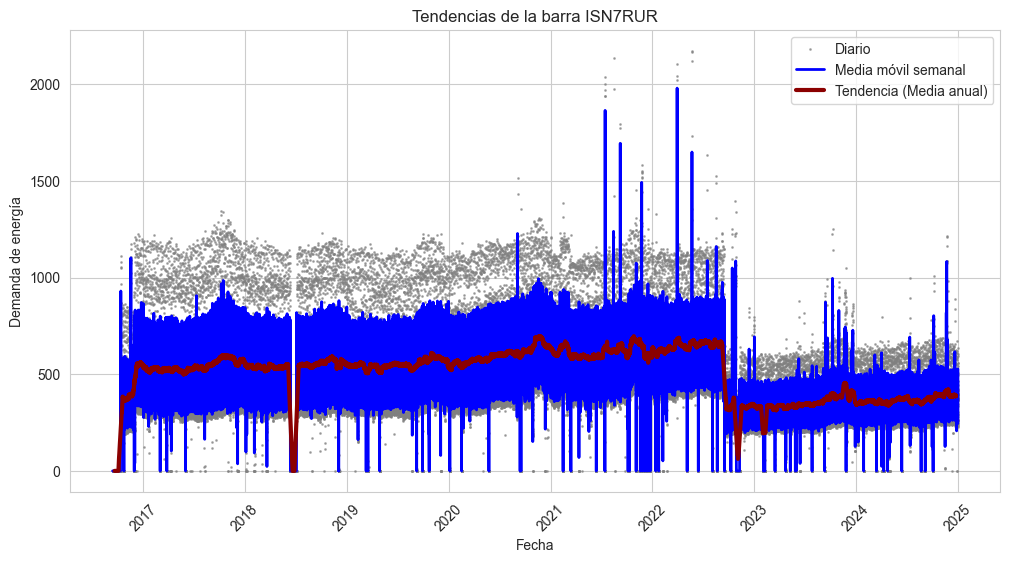 Tendencias de la barra ISN7RUR
Diario
Media móvil semanal
Tendencia (Media anual)
Demanda de energía
2000
1500
1000
500
0
2017
2018
2019
2020
2021
2022
2023
2024
2025
Fecha